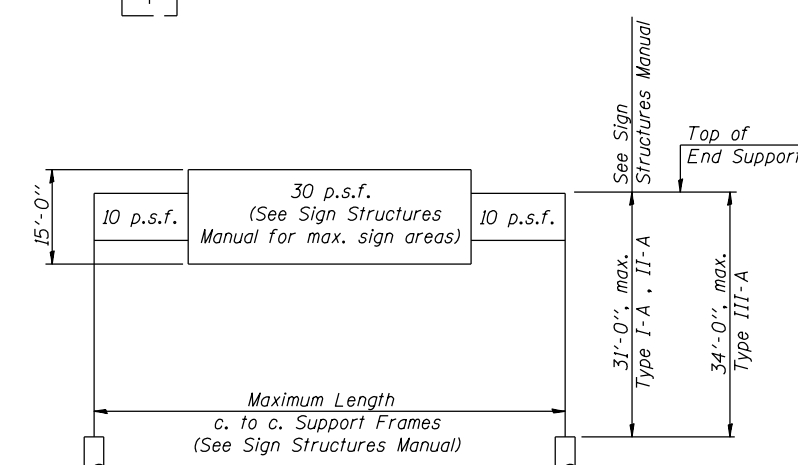 See Sign
Structures Manual
Top of
End Support
15'-0"
10 p.s.f.
30 p.s.f.
(See Sign Structures
Manual for max. sign areas)
10 p.s.f.
31'-0", max.
Type I-A , II-A
34'-0", max.
Type III-A
Maximum Length
c. to c. Support Frames
(See Sign Structures Manual)